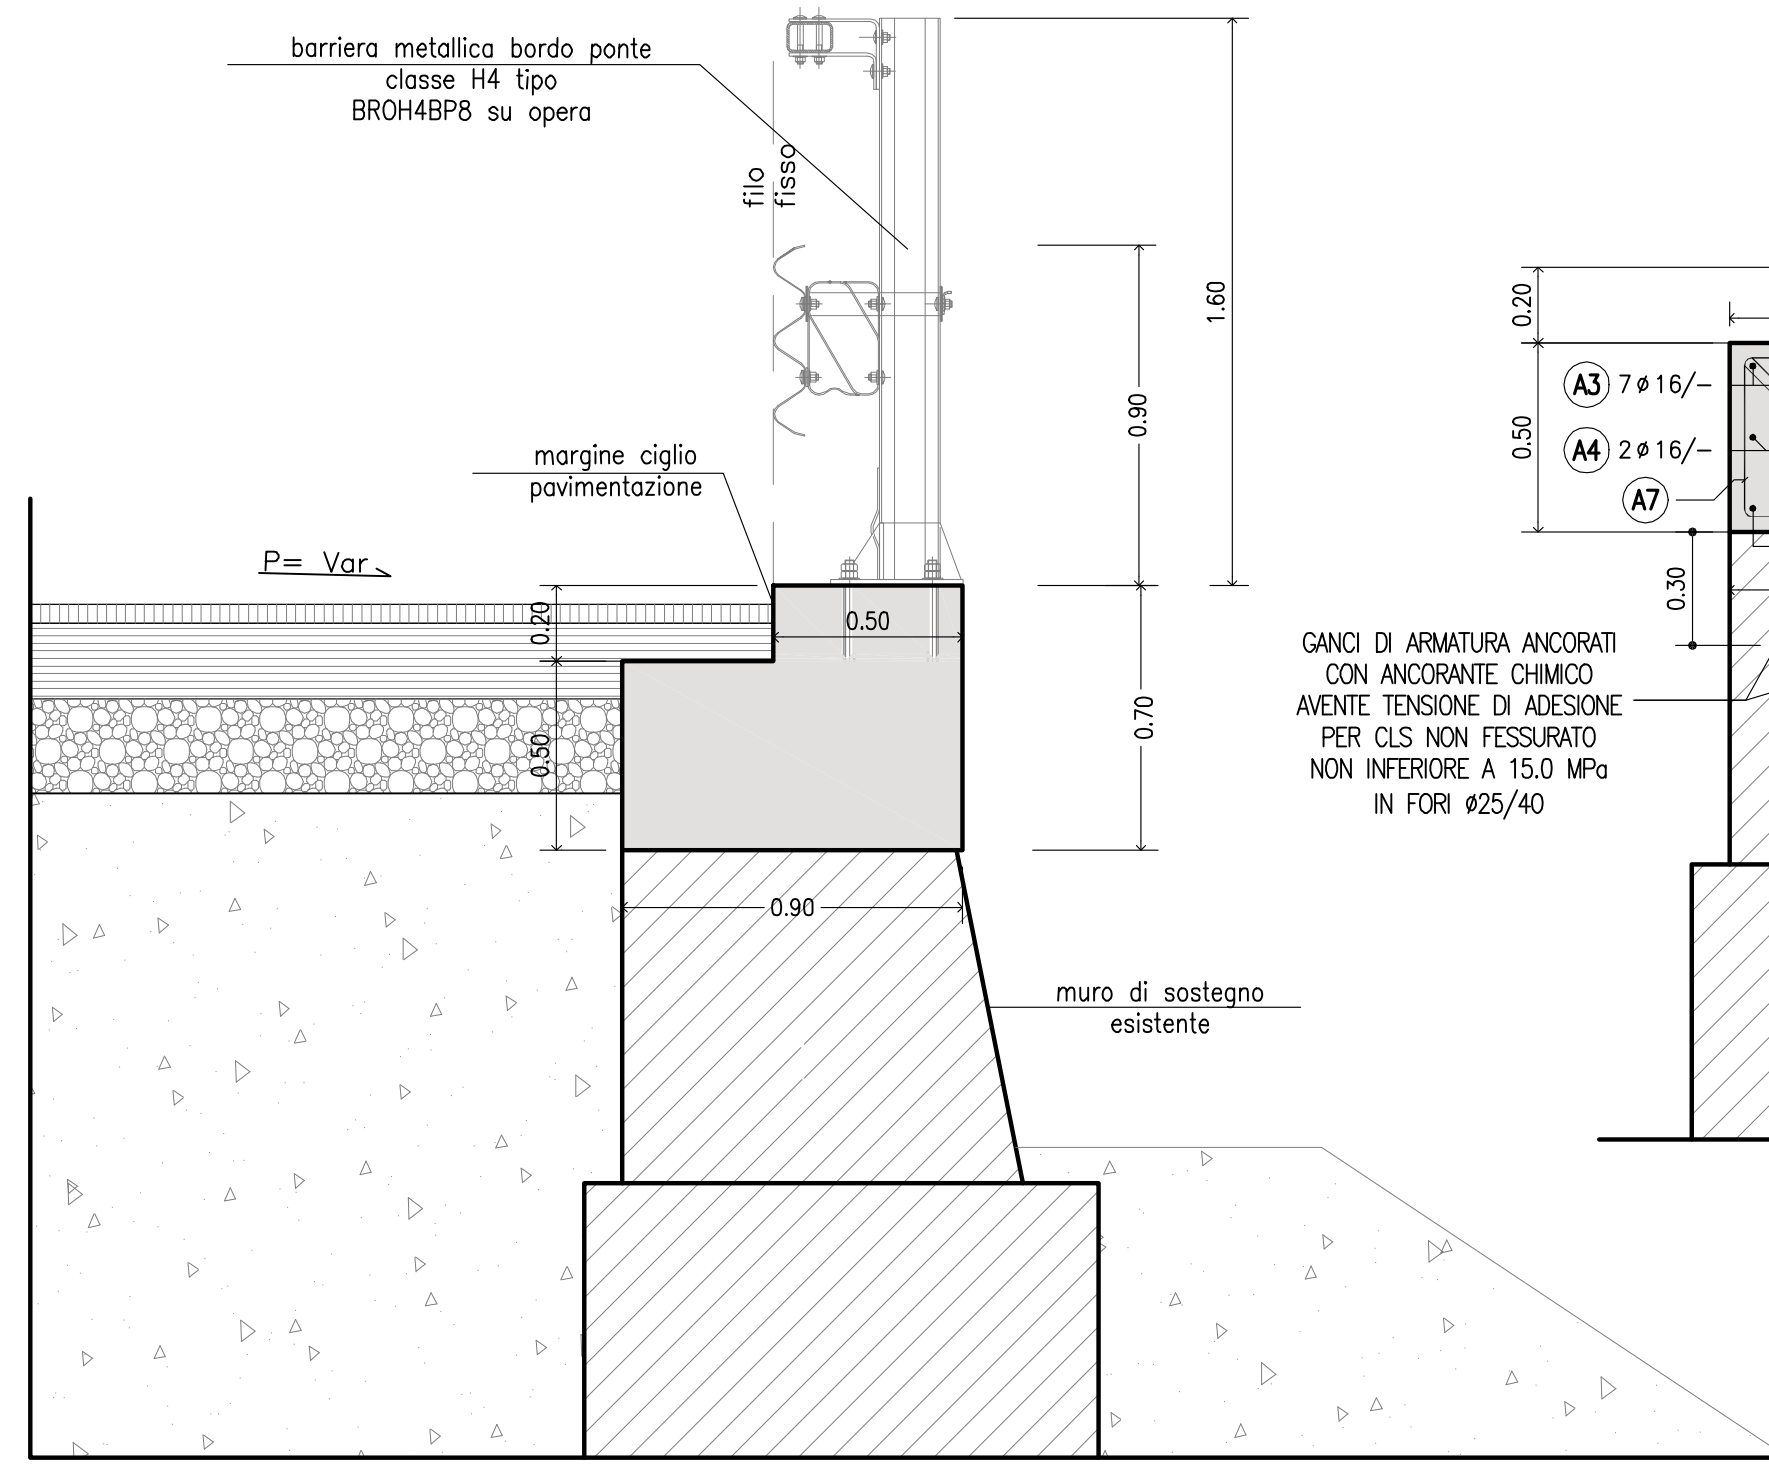 barriera metallica bordo ponte
classe H4 tipo
BROH4BP8 su opera
filo
fisso
1.60
0.90
margine ciglio
pavimentazione
P= Var
0.20
0.50
0.50
0.70
0.90
muro di sostegno
esistente
0.20
0.50
A3 7ø16/-
A4 2ø16/-
A7
0.30
GANCI DI ARMATURA ANCORATI
CON ANCORANTE CHIMICO
AVENTE TENSIONE DI ADESIONE
PER CLS NON FESSURATO
NON INFERIORE A 15.0 MPa
IN FORI ø25/40